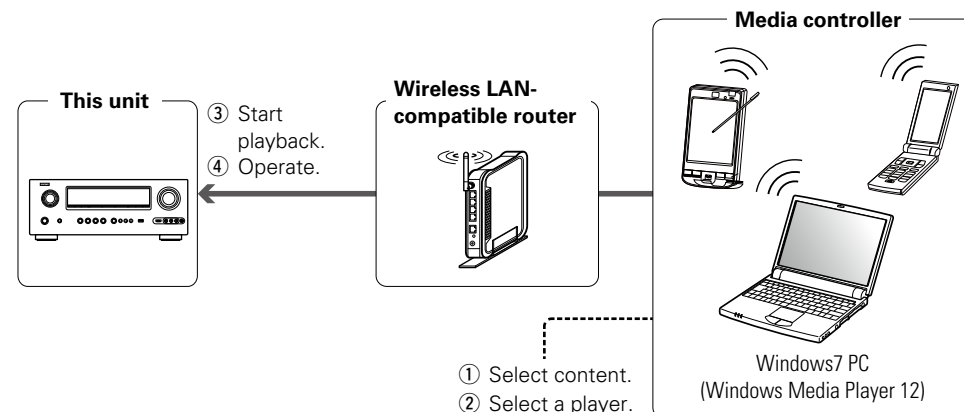 This unit
③ Start
playback.
④ Operate.
Wireless LAN-
compatible router
Media controller
① Select content.
② Select a player.
Windows7 PC
(Windows Media Player 12)